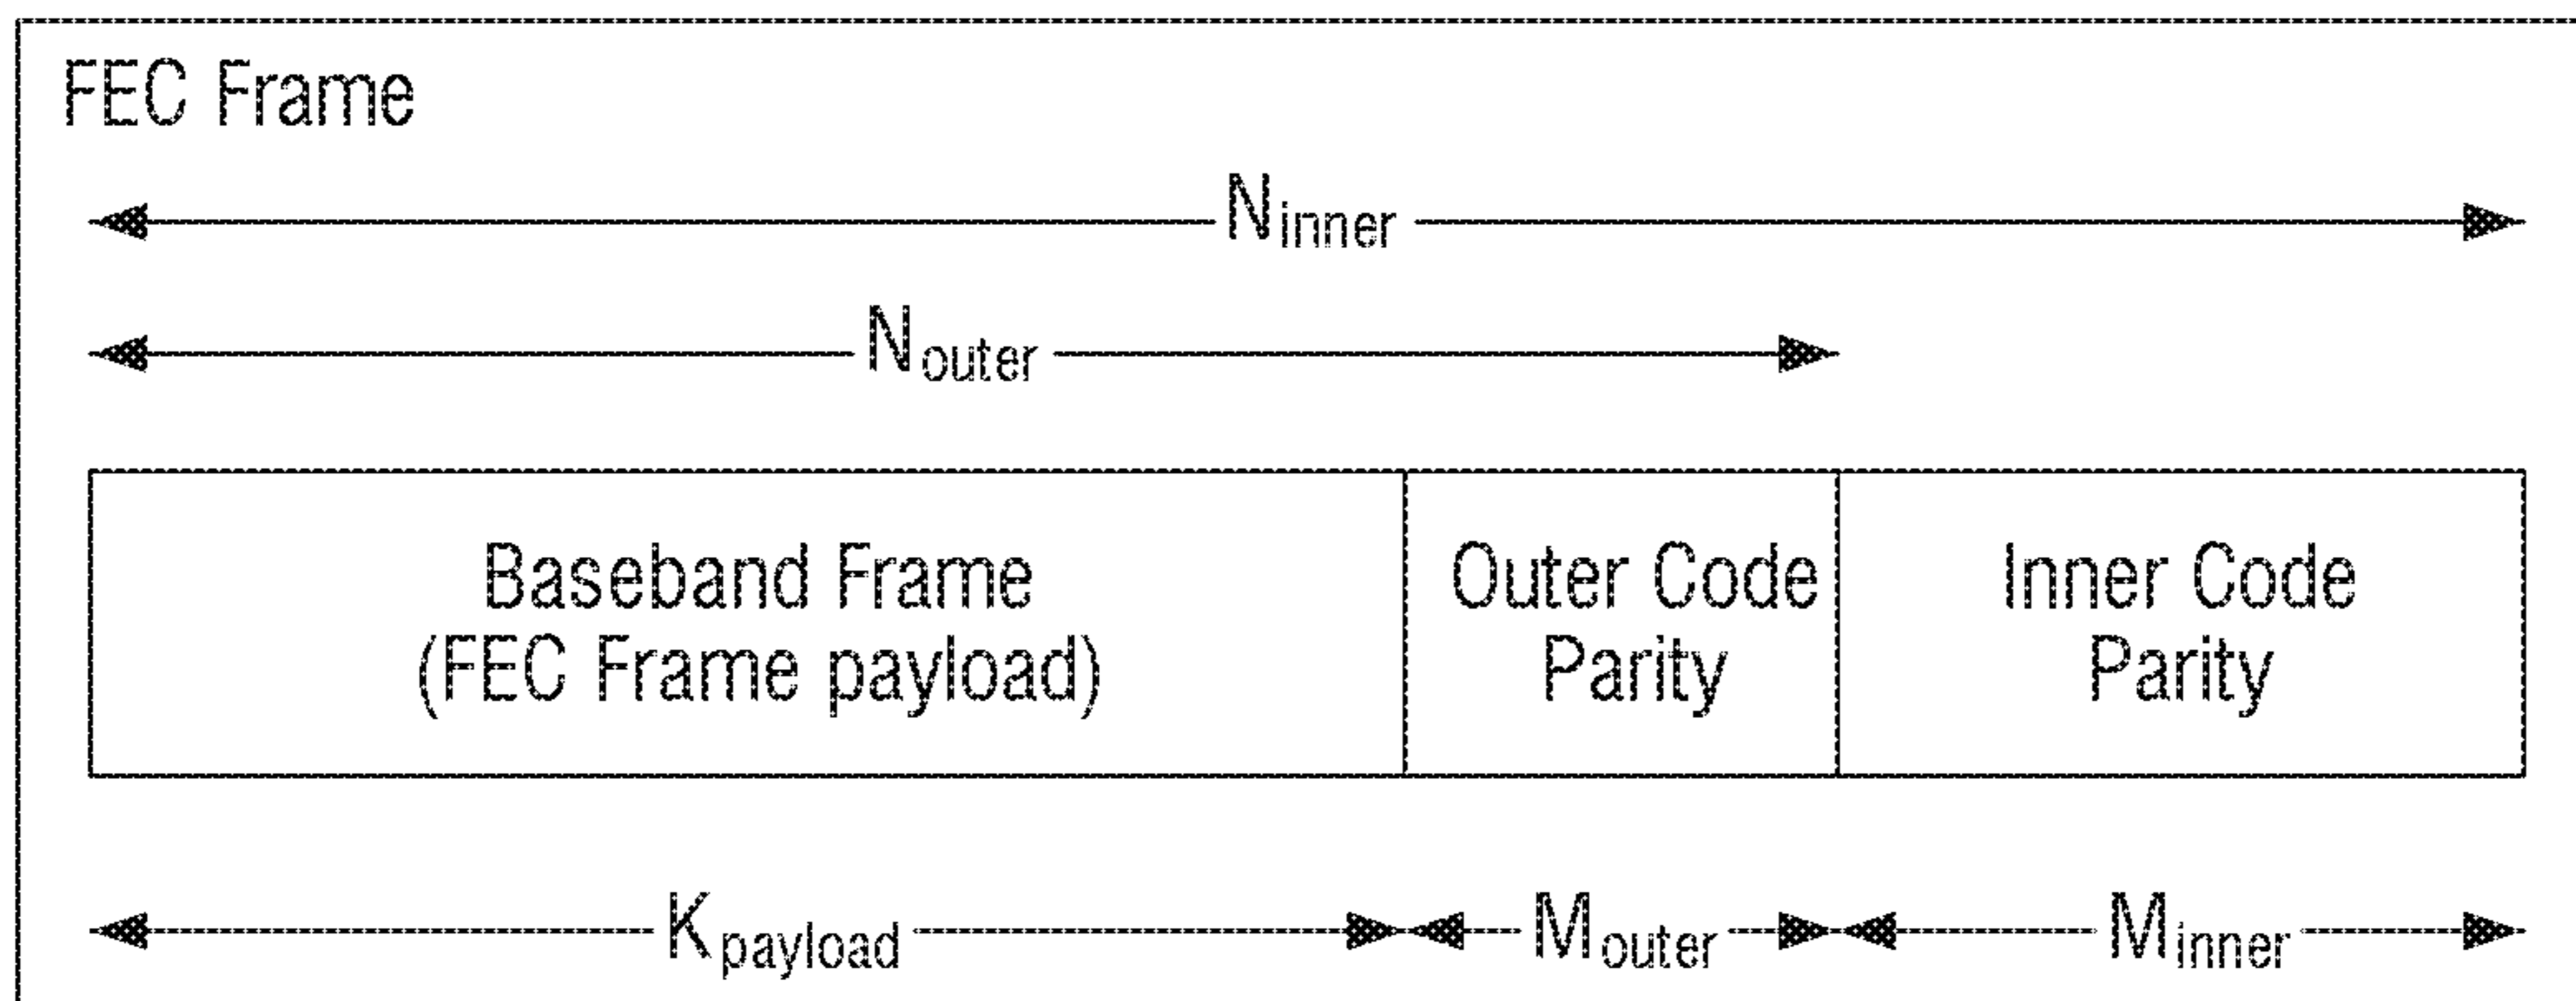 FEC Frame
Ninner
Nouter
Baseband Frame
(FEC Frame payload)
Outer Code
Parity
Inner Code
Parity
Kpayload
Mouter
Minner